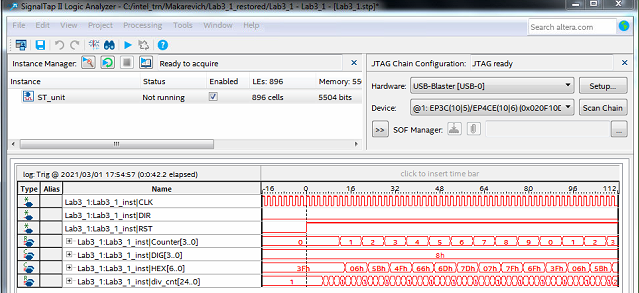 SignalTap II Logic Analyzer - C:/intel_trn/Makarevich/Lab3_1_restored/Lab3_1 - Lab3_1 - [Lab3_1.stp]*
File Edit View Project Processing Tools Window Help
Search altera.com
Instance Manager: Ready to acquire
JTAG Chain Configuration: JTAG ready
Instance Status Enabled LEs: 896 Memory: 55
ST_unit Not running 896 cells 5504 bits
Hardware: USB-Blaster [USB-0] Setup...
Device: @1: EP3C(10|5)/EP4CE(10|6) (0x020F10D Scan Chain
>> SOF Manager: ...
log: Trig @ 2021/03/01 17:54:57 (0:0:42.2 elapsed) click to insert time bar
Type Alias Name -16 0 16 32 48 64 80 96 112
Lab3_1:Lab3_1_inst|CLK
Lab3_1:Lab3_1_inst|DIR
Lab3_1:Lab3_1_inst|RST
Lab3_1:Lab3_1_inst|Counter[3..0] 0 1 2 3 4 5 6 7 8 9 0 1 2 3
Lab3_1:Lab3_1_inst|DIG[3..0] 8h
Lab3_1:Lab3_1_inst|HEX[6..0] 3Fh 06h 5Bh 4Fh 66h 6Dh 7Dh 07h 7Fh 6Fh 3Fh 06h 5Bh
Lab3_1:Lab3_1_inst|div_cnt[24..0] 1